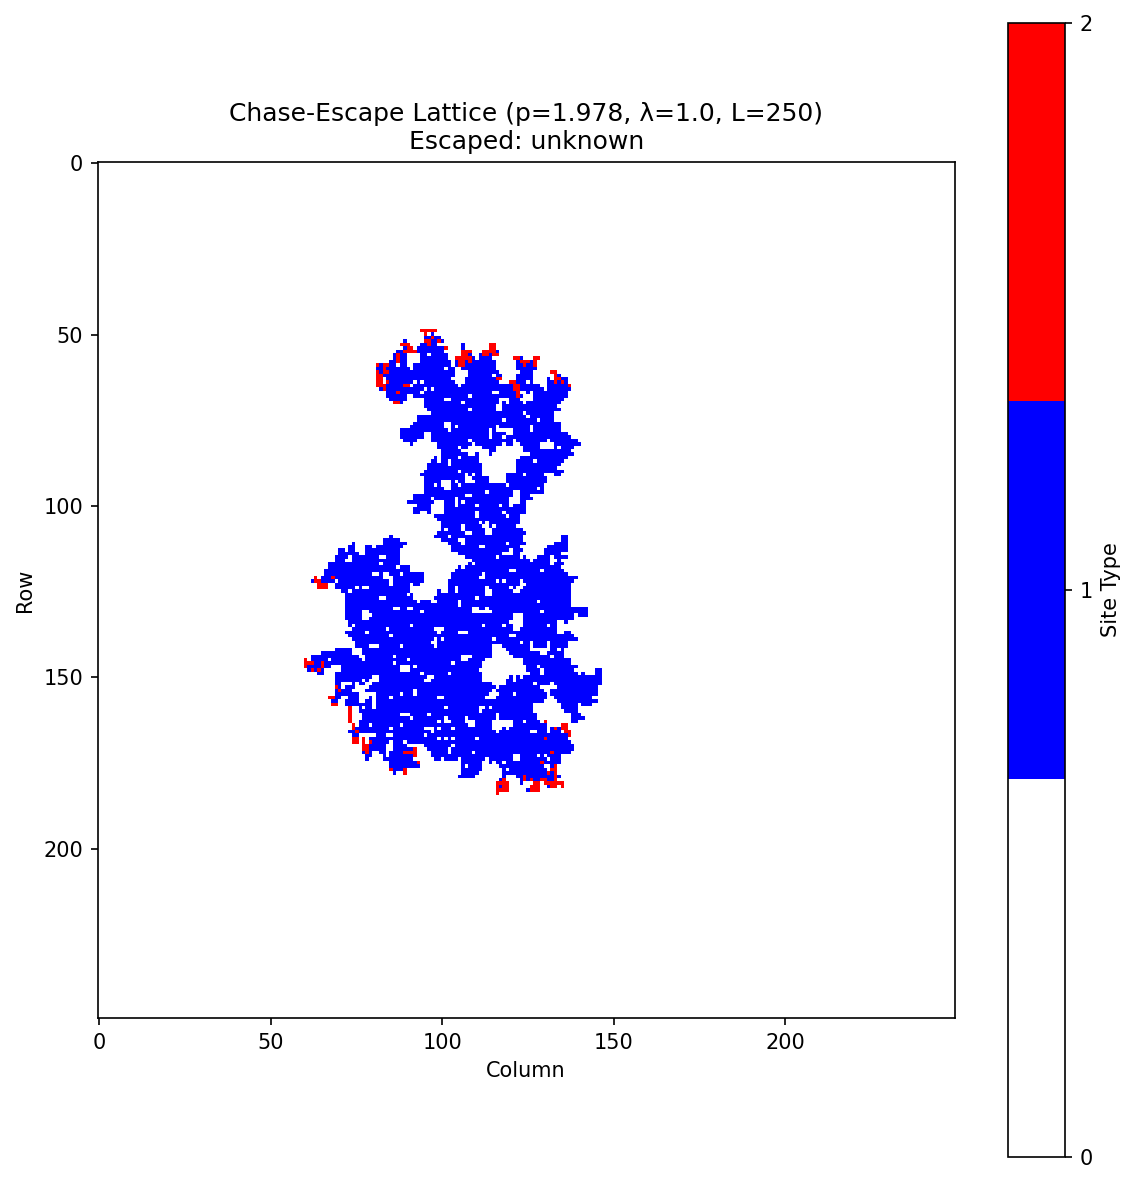 Chase-Escape Lattice (p=1.978, λ=1.0, L=250)
Escaped: unknown
0
50
100
150
200
Row
0
50
100
150
200
Column
2
1
0
Site Type